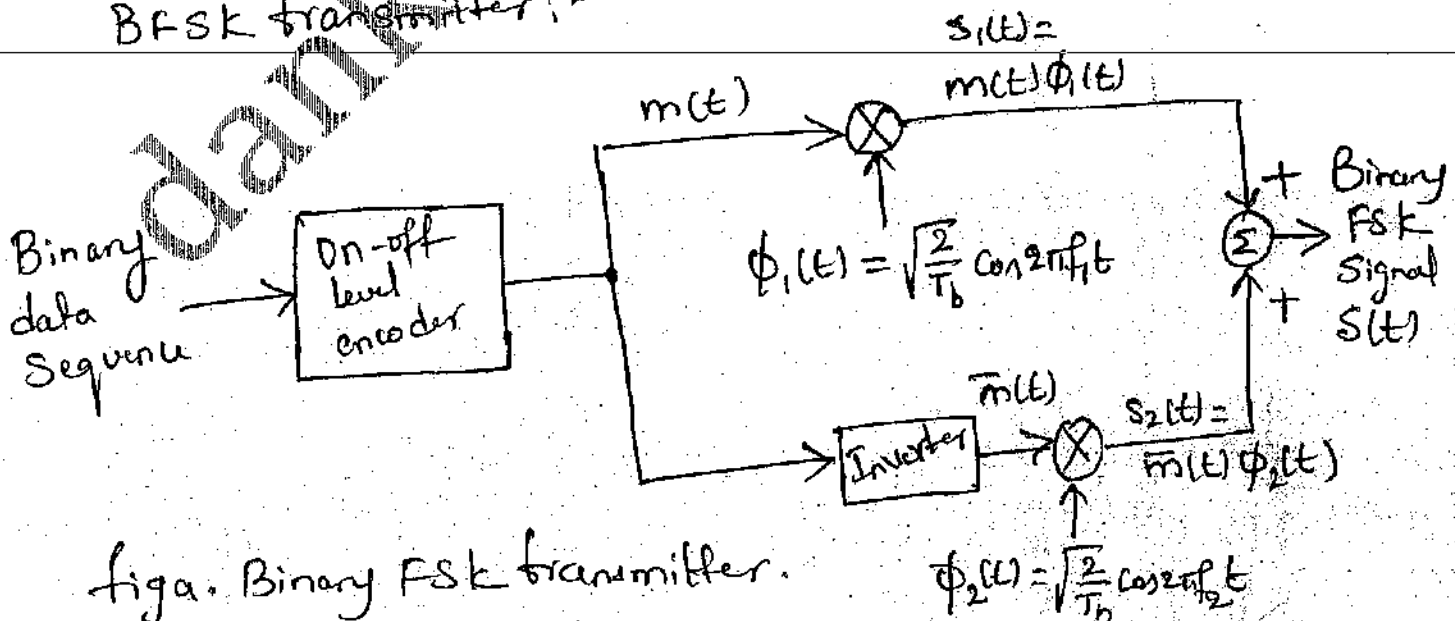 BFSK transmitter:-
s₁(t)=
m(t)ϕ₁(t)
m(t)
Binary
data
Sequence
On-off
level
encoder
ϕ₁(t) = √(2/T_b) cos2πf₁t
+
Σ
+
Binary
FSK
Signal
S(t)
Inverter
m̅(t)
s₂(t)=
m̅(t) ϕ₂(t)
ϕ₂(t) = √(2/T_b) cos2πf₂t
fig a. Binary FSK transmitter.